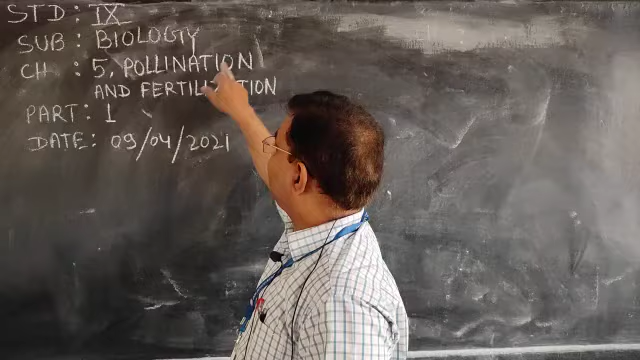 STD: IX
SUB: BIOLOGY
CH : 5, POLLINATION
AND FERTILIZATION
PART: 1
DATE: 09/04/2021